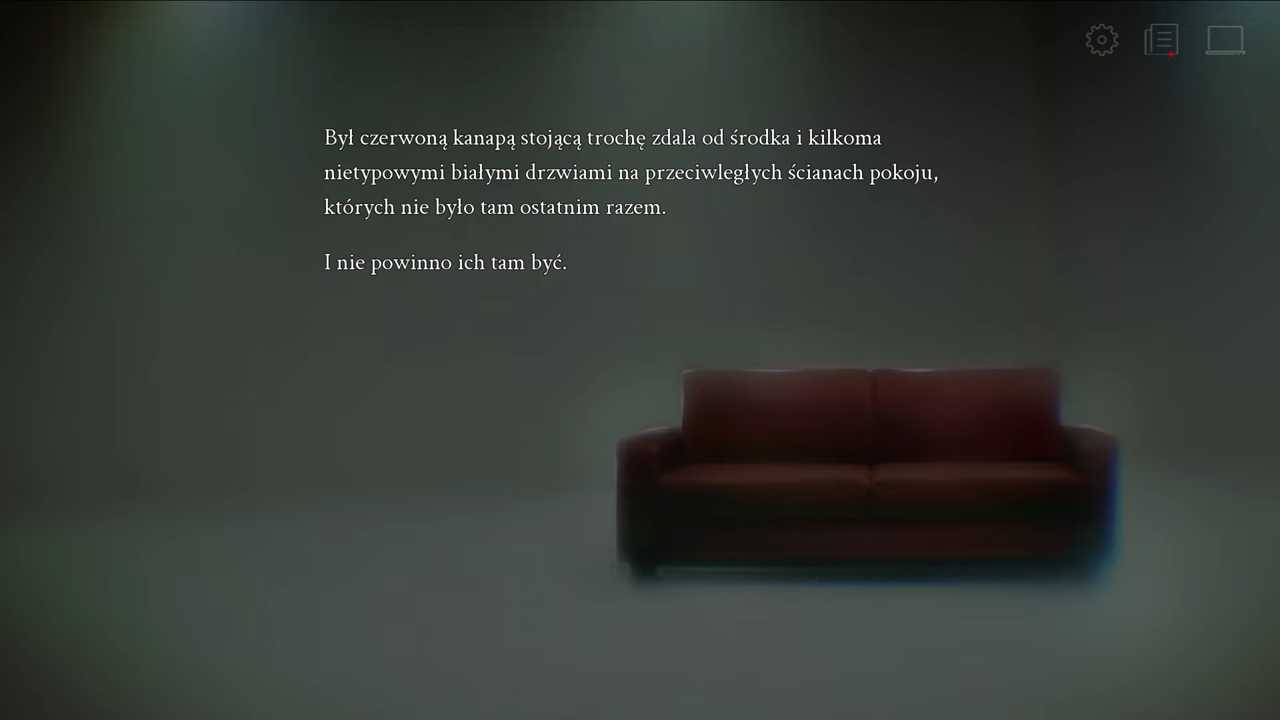 Był czerwoną kanapą stojącą trochę zdala od środka i kilkoma
nietypowymi białymi drzwiami na przeciwległych ścianach pokoju,
których nie było tam ostatnim razem.
I nie powinno ich tam być.